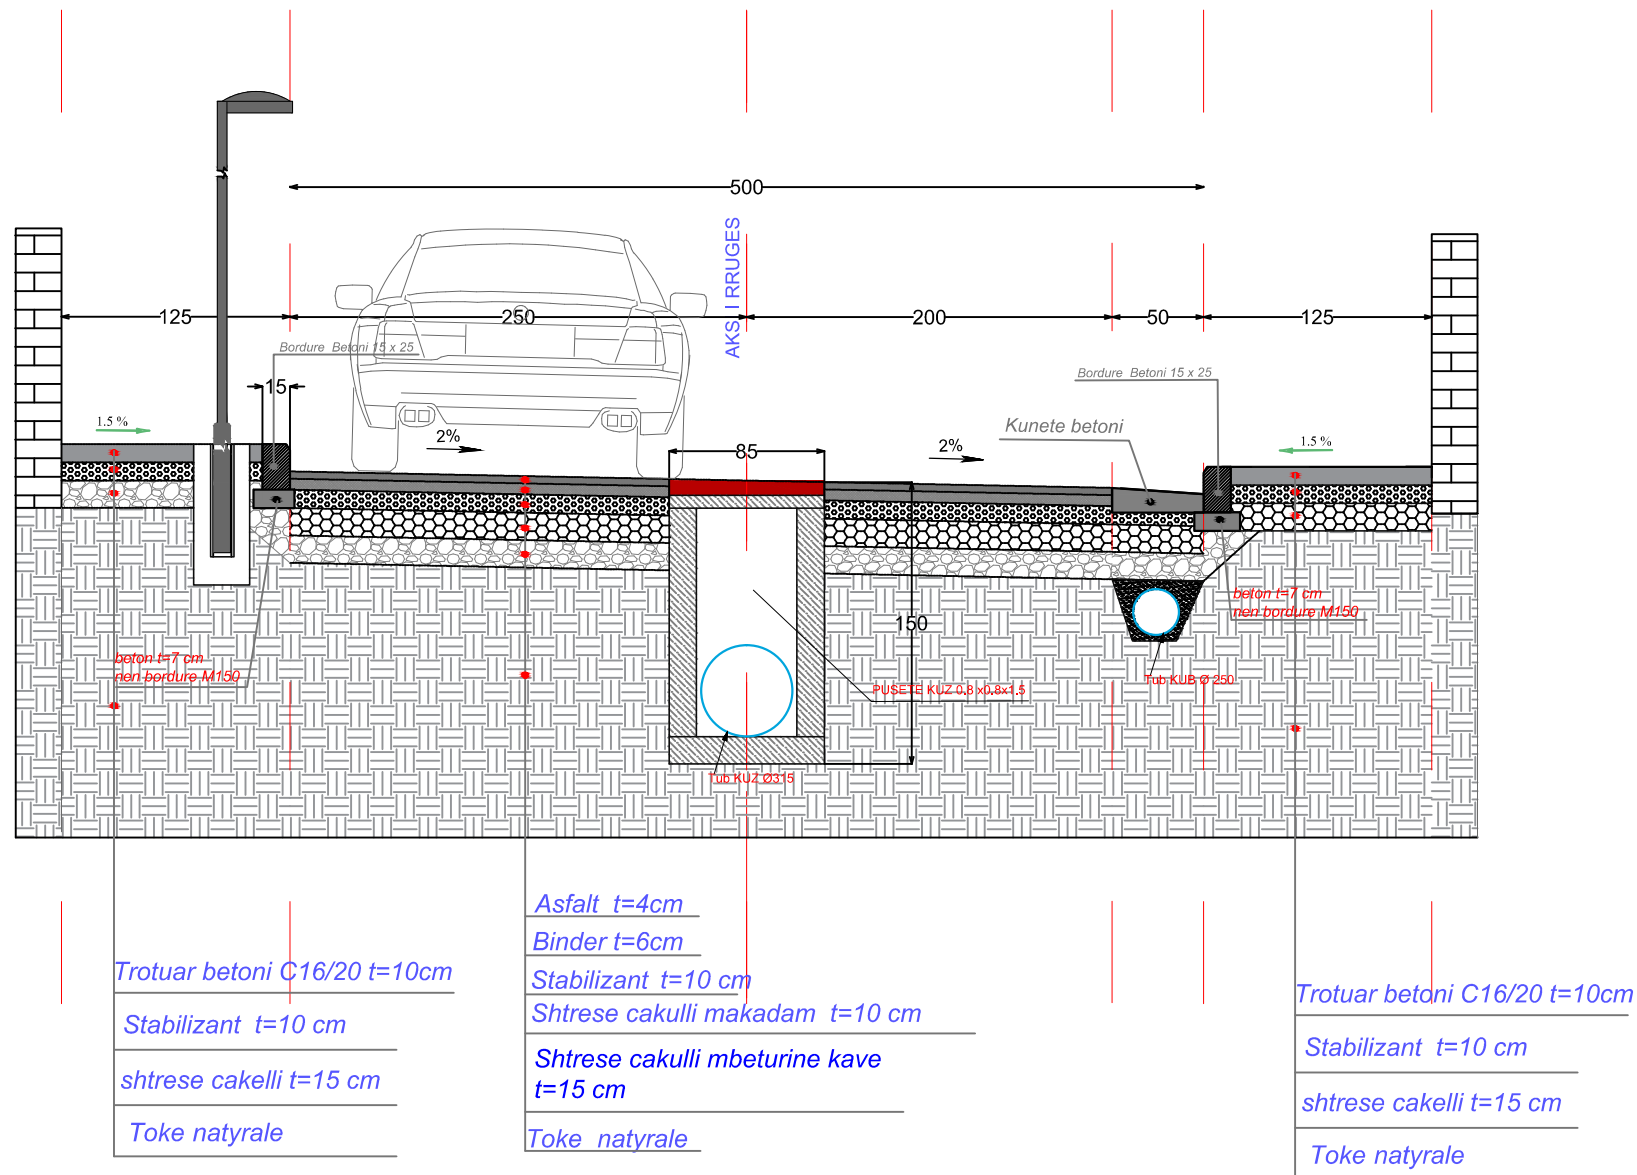 500
AKS I RRUGES
125
250
200
50
125
Bordure Betoni 15 x 25
15
Bordure Betoni 15 x 25
Kunete betoni
1.5 %
2%
85
2%
1.5 %
150
beton t=7 cm
nen bordure M150
beton t=7 cm
nen bordure M150
Tub KUB Ø 250
PUSETE KUZ 0.8 x0.8x1.5
Tub KUZ Ø315
Trotuar betoni C16/20 t=10cm
Stabilizant t=10 cm
shtrese cakelli t=15 cm
Toke natyrale
Asfalt t=4cm
Binder t=6cm
Stabilizant t=10 cm
Shtrese cakulli makadam t=10 cm
Shtrese cakulli mbeturine kave
t=15 cm
Toke natyrale
Trotuar betoni C16/20 t=10cm
Stabilizant t=10 cm
shtrese cakelli t=15 cm
Toke natyrale